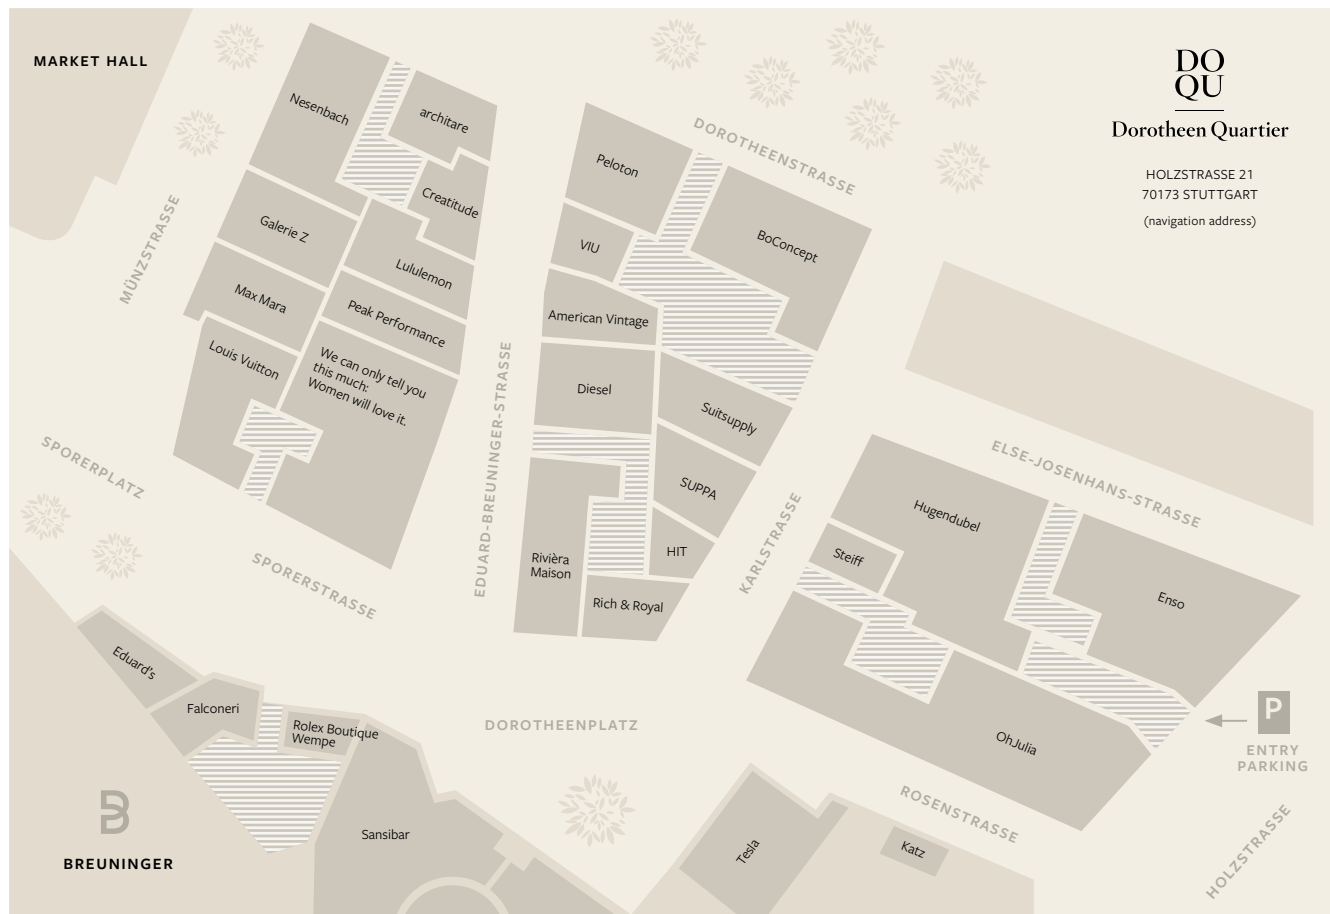 MARKET HALL
DO
QU
Dorotheen Quartier
HOLZSTRASSE 21
70173 STUTTGART
(navigation address)
Nesenbach
architare
Creatitude
Galerie Z
Lululemon
Max Mara
Peak Performance
Louis Vuitton
We can only tell you
this much:
Women will love it.
MÜNZSTRASSE
SPORERPLATZ
SPORERSTRASSE
EDUARD-BREUNINGER-STRASSE
DOROTHEENSTRASSE
Peloton
BoConcept
VIU
American Vintage
Diesel
Suitsupply
SUPPA
HIT
Rivièra
Maison
Rich & Royal
KARLSTRASSE
ELSE-JOSENHANS-STRASSE
Hugendubel
Steiff
Enso
OhJulia
P
ENTRY
PARKING
HOLZSTRASSE
ROSENSTRASSE
DOROTHEENPLATZ
Eduard's
Falconeri
Rolex Boutique
Wempe
Sansibar
Tesla
Katz
B
BREUNINGER